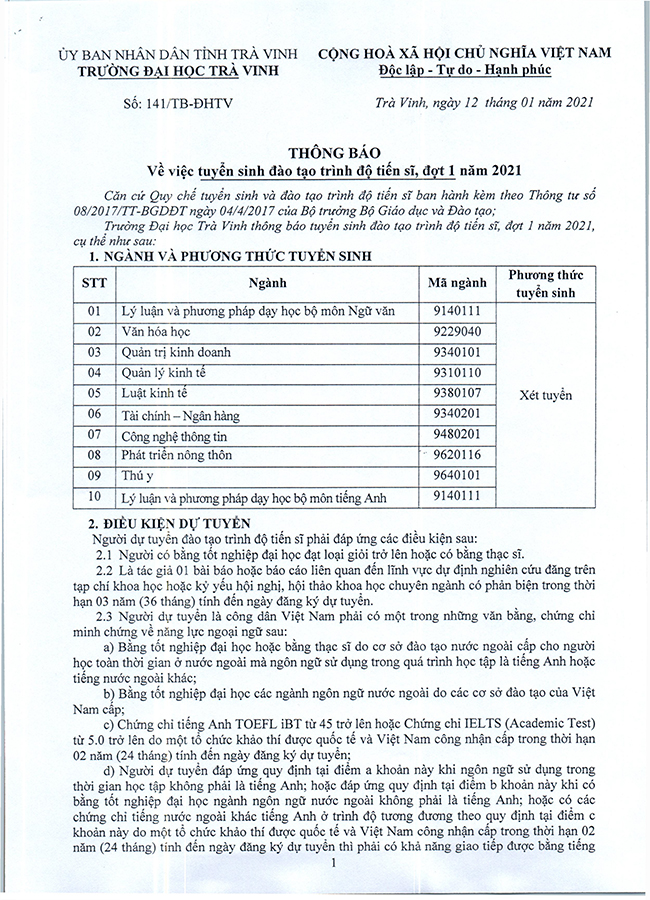 ỦY BAN NHÂN DÂN TỈNH TRÀ VINH
TRƯỜNG ĐẠI HỌC TRÀ VINH
CỘNG HOÀ XÃ HỘI CHỦ NGHĨA VIỆT NAM
Độc lập - Tự do - Hạnh phúc
Số: 141/TB-ĐHTV
Trà Vinh, ngày 12 tháng 01 năm 2021
THÔNG BÁO
Về việc tuyển sinh đào tạo trình độ tiến sĩ, đợt 1 năm 2021
Căn cứ Quy chế tuyển sinh và đào tạo trình độ tiến sĩ ban hành kèm theo Thông tư số
08/2017/TT-BGDĐT ngày 04/4/2017 của Bộ trưởng Bộ Giáo dục và Đào tạo;
Trường Đại học Trà Vinh thông báo tuyển sinh đào tạo trình độ tiến sĩ, đợt 1 năm 2021,
cụ thể như sau:
1. NGÀNH VÀ PHƯƠNG THỨC TUYỂN SINH
STT Ngành Mã ngành Phương thức
tuyển sinh
01 Lý luận và phương pháp dạy học bộ môn Ngữ văn 9140111
02 Văn hóa học 9229040
03 Quản trị kinh doanh 9340101
04 Quản lý kinh tế 9310110
05 Luật kinh tế 9380107
Xét tuyển
06 Tài chính – Ngân hàng 9340201
07 Công nghệ thông tin 9480201
08 Phát triển nông thôn 9620116
09 Thú y 9640101
10 Lý luận và phương pháp dạy học bộ môn tiếng Anh 9140111
2. ĐIỀU KIỆN DỰ TUYỂN
Người dự tuyển đào tạo trình độ tiến sĩ phải đáp ứng các điều kiện sau:
2.1 Người có bằng tốt nghiệp đại học đạt loại giỏi trở lên hoặc có bằng thạc sĩ.
2.2 Là tác giả 01 bài báo hoặc báo cáo liên quan đến lĩnh vực dự định nghiên cứu đăng trên
tạp chí khoa học hoặc kỷ yếu hội nghị, hội thảo khoa học chuyên ngành có phản biện trong thời
hạn 03 năm (36 tháng) tính đến ngày đăng ký dự tuyển.
2.3 Người dự tuyển là công dân Việt Nam phải có một trong những văn bằng, chứng chỉ
minh chứng về năng lực ngoại ngữ sau:
a) Bằng tốt nghiệp đại học hoặc bằng thạc sĩ do cơ sở đào tạo nước ngoài cấp cho người
học toàn thời gian ở nước ngoài mà ngôn ngữ sử dụng trong quá trình học tập là tiếng Anh hoặc
tiếng nước ngoài khác;
b) Bằng tốt nghiệp đại học các ngành ngôn ngữ nước ngoài do các cơ sở đào tạo của Việt
Nam cấp;
c) Chứng chỉ tiếng Anh TOEFL iBT từ 45 trở lên hoặc Chứng chỉ IELTS (Academic Test)
từ 5.0 trở lên do một tổ chức khảo thí được quốc tế và Việt Nam công nhận cấp trong thời hạn
02 năm (24 tháng) tính đến ngày đăng ký dự tuyển;
d) Người dự tuyển đáp ứng quy định tại điểm a khoản này khi ngôn ngữ sử dụng trong
thời gian học tập không phải là tiếng Anh; hoặc đáp ứng quy định tại điểm b khoản này khi có
bằng tốt nghiệp đại học ngành ngôn ngữ nước ngoài không phải là tiếng Anh; hoặc có các
chứng chỉ tiếng nước ngoài khác tiếng Anh ở trình độ tương đương theo quy định tại điểm c
khoản này do một tổ chức khảo thí được quốc tế và Việt Nam công nhận cấp trong thời hạn 02
năm (24 tháng) tính đến ngày đăng ký dự tuyển thì phải có khả năng giao tiếp được bằng tiếng
1